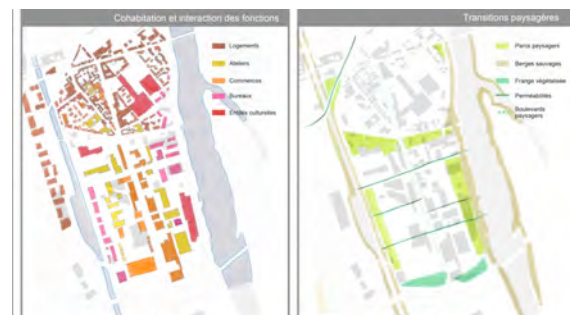 Cohabitation et interaction des fonctions
Logements
Ateliers
Commerces
Bureaux
Entités culturelles
Transitions paysagères
Parcs paysagers
Berges sauvages
Frange végétalisée
Perméabilités
Boulevards
paysagers